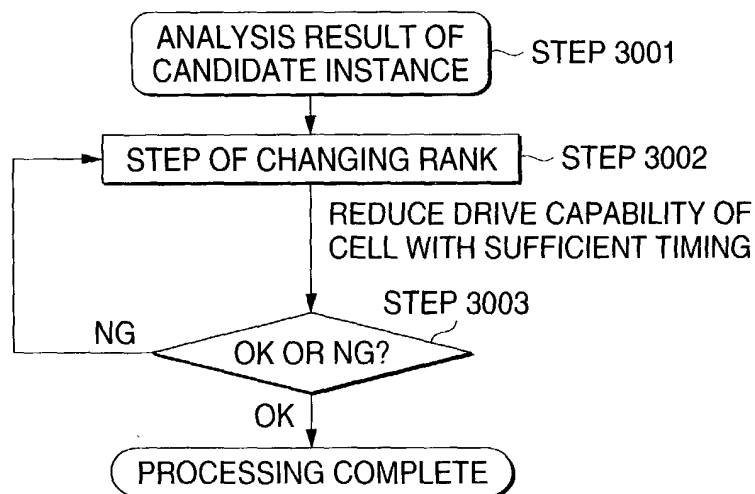 ANALYSIS RESULT OF
CANDIDATE INSTANCE
STEP 3001
STEP OF CHANGING RANK
STEP 3002
REDUCE DRIVE CAPABILITY OF
CELL WITH SUFFICIENT TIMING
STEP 3003
NG
OK OR NG?
OK
PROCESSING COMPLETE